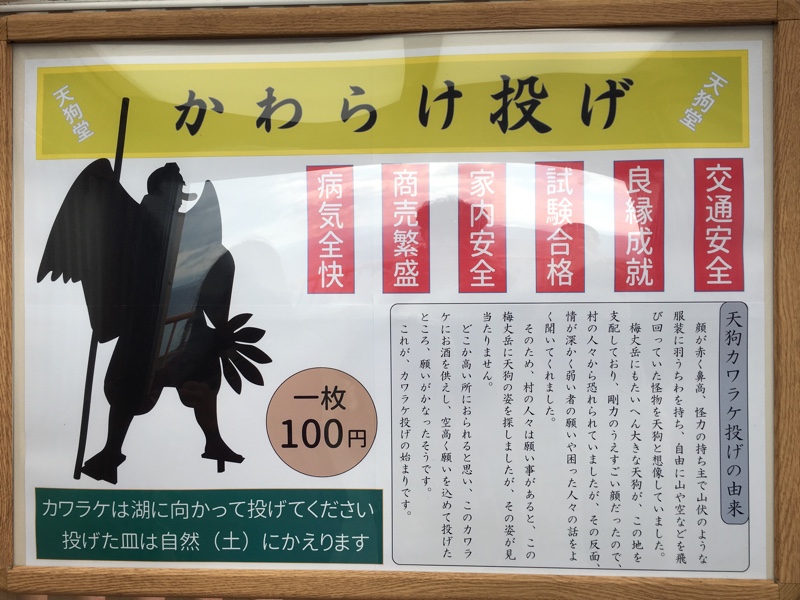 天狗堂
かわらけ投げ
天狗堂
交通安全
良縁成就
試験合格
家内安全
商売繁盛
病気全快
天狗カワラケ投げの由来
顔が赤く鼻高、怪力の持ち主で山伏のような
服装に羽うちわを持ち、自由に山や空などを飛
び回っていた怪物を天狗と想像していました。
梅丈岳にもたいへん大きな天狗が、この地を
支配しており、剛力のうえすごい顔だったので、
村の人々から恐れられていましたが、その反面、
情が深かく弱い者の願いや困った人々の話をよ
く聞いてくれました。
そのため、村の人々は願い事があると、この
梅丈岳に天狗の姿を探しましたが、その姿が見
当たりません。
どこか高い所におられると思い、このカワラ
ケにお酒を供えし、空高く願いを込めて投げた
ところ、願いがかなったそうです。
これが、カワラケ投げの始まりです。
一枚
100円
カワラケは湖に向かって投げてください
投げた皿は自然（土）にかえります